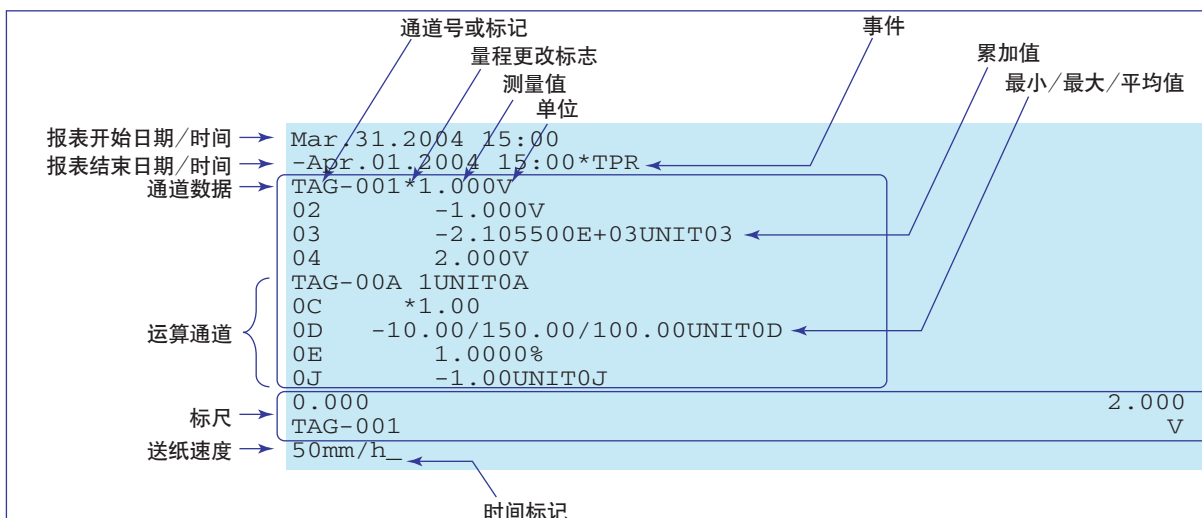 通道号或标记
事件
量程更改标志
累加值
测量值
最小/最大/平均值
单位
报表开始日期/时间 Mar.31.2004 15:00
报表结束日期/时间 -Apr.01.2004 15:00*TPR
通道数据 TAG-001*1.000V
02 -1.000V
03 -2.105500E+03UNIT03
04 2.000V
TAG-00A 1UNIT0A
0C *1.00
运算通道 0D -10.00/150.00/100.00UNIT0D
0E 1.0000%
0J -1.00UNIT0J
0.000 2.000
标尺
TAG-001 V
送纸速度 50mm/h_
时间标记